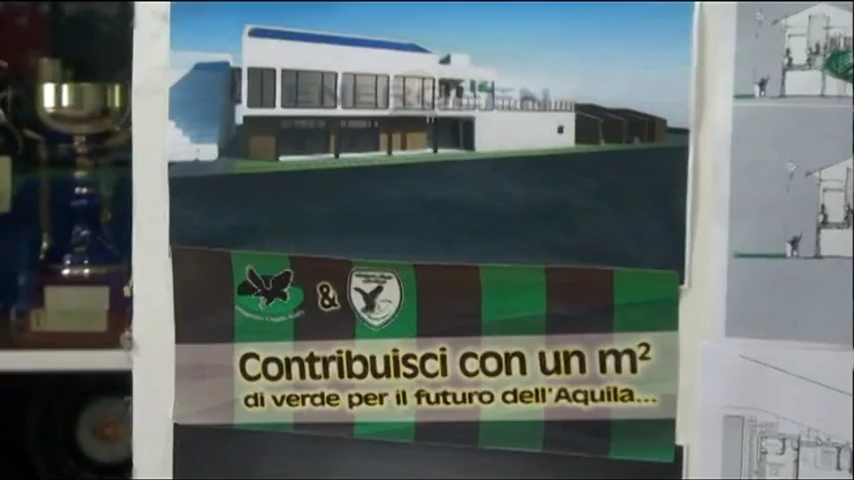 &
Contribuisci con un m²
di verde per il futuro dell'Aquila...